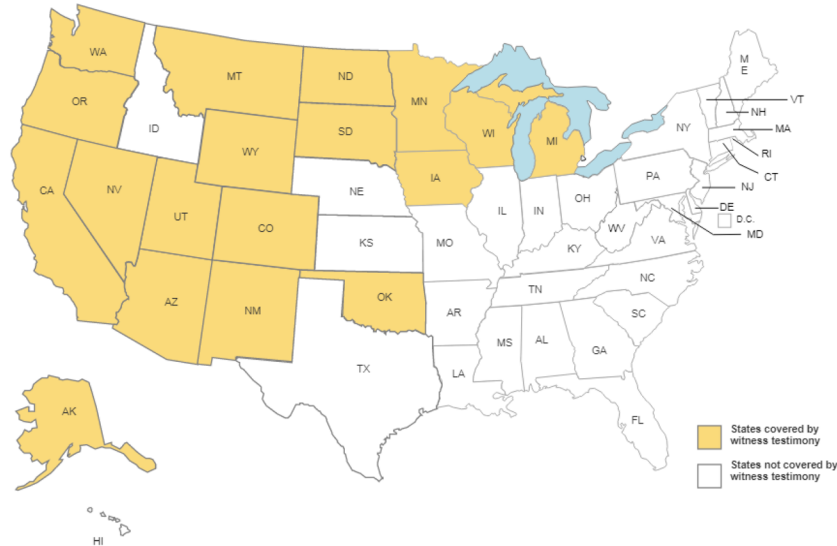 WA
MT
ND
MN
OR
ID
SD
WI
MI
WY
M
E
VT
NH
NY
MA
RI
CT
CA
NV
UT
CO
NE
IA
IL
IN
OH
PA
NJ
DE
D.C.
MD
KS
MO
KY
WV
VA
AZ
NM
OK
AR
TN
NC
SC
TX
LA
MS
AL
GA
FL
AK
HI
States covered by
witness testimony
States not covered by
witness testimony